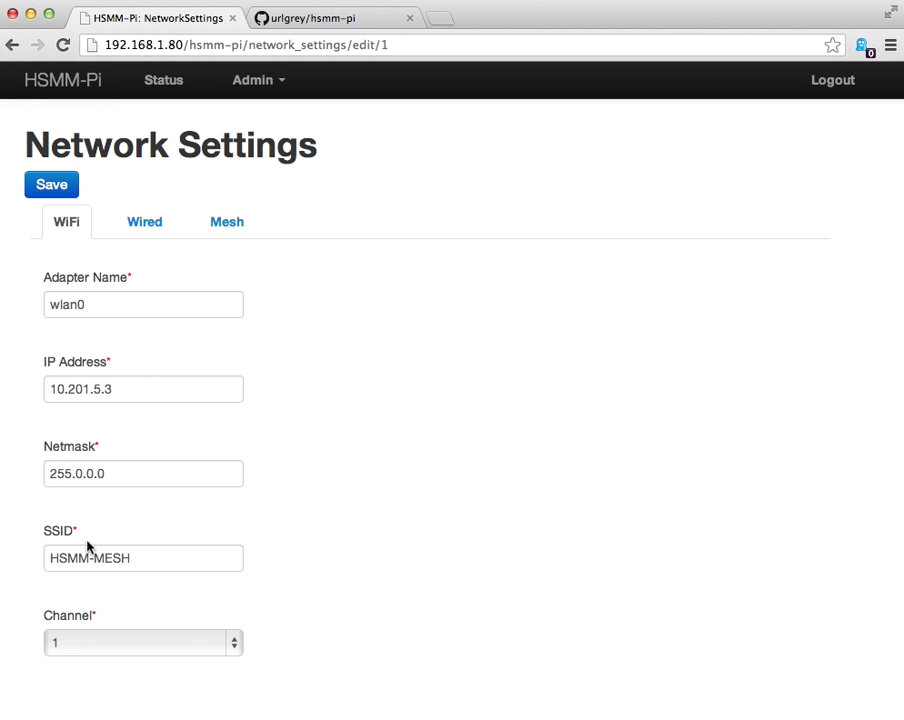 HSMM-Pi: NetworkSettings × urlgrey/hsmm-pi ×
192.168.1.80/hsmm-pi/network_settings/edit/1
0
HSMM-Pi Status Admin Logout
Network Settings
Save
WiFi Wired Mesh
Adapter Name*
wlan0
IP Address*
10.201.5.3
Netmask*
255.0.0.0
SSID*
HSMM-MESH
Channel*
1